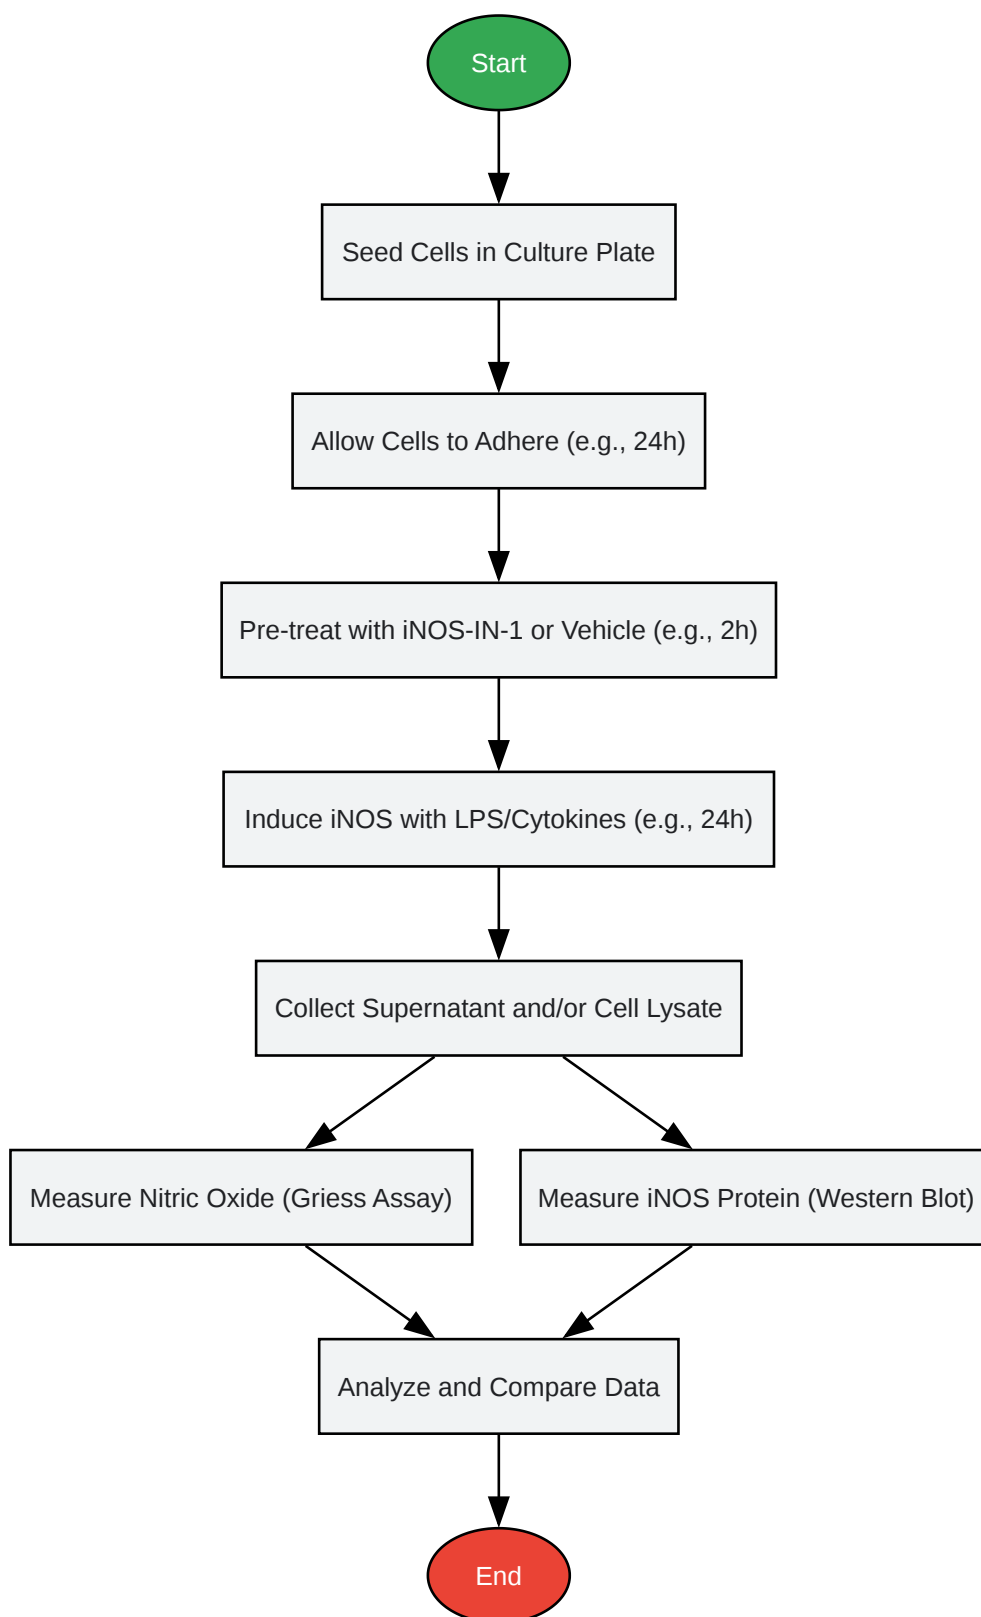 Start
Seed Cells in Culture Plate
Allow Cells to Adhere (e.g., 24h)
Pre-treat with iNOS-IN-1 or Vehicle (e.g., 2h)
Induce iNOS with LPS/Cytokines (e.g., 24h)
Collect Supernatant and/or Cell Lysate
Measure Nitric Oxide (Griess Assay)
Measure iNOS Protein (Western Blot)
Analyze and Compare Data
End